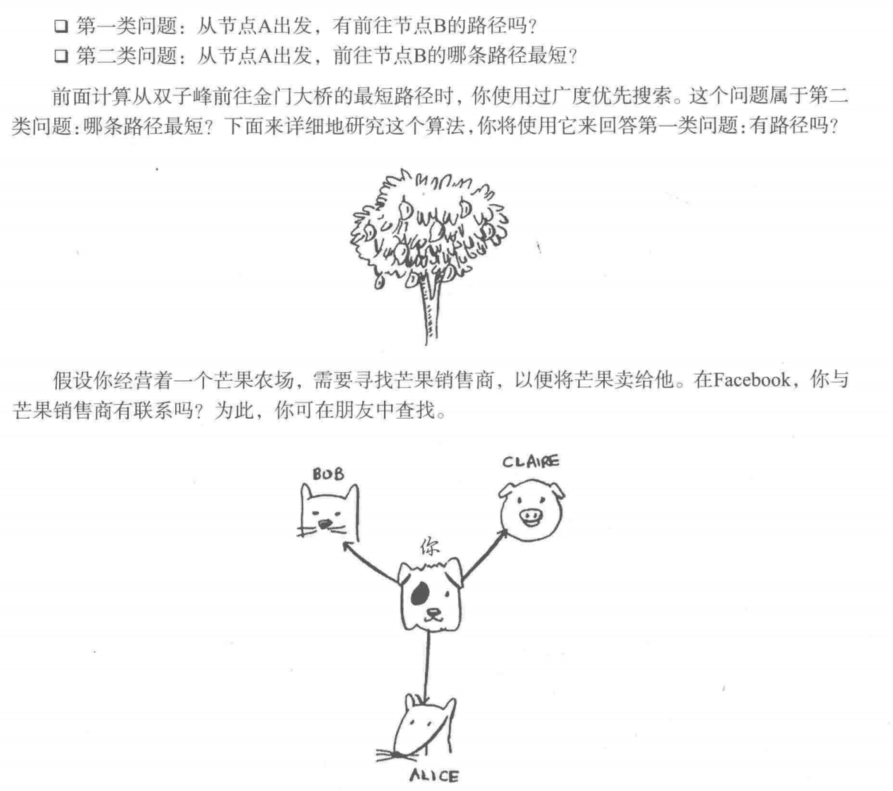 ❑ 第一类问题：从节点A出发，有前往节点B的路径吗？
❑ 第二类问题：从节点A出发，前往节点B的哪条路径最短？
前面计算从双子峰前往金门大桥的最短路径时，你使用过广度优先搜索。这个问题属于第二
类问题：哪条路径最短？下面来详细地研究这个算法，你将使用它来回答第一类问题：有路径吗？
假设你经营着一个芒果农场，需要寻找芒果销售商，以便将芒果卖给他。在Facebook，你与
芒果销售商有联系吗？为此，你可在朋友中查找。
BOB
CLAIRE
你
ALICE